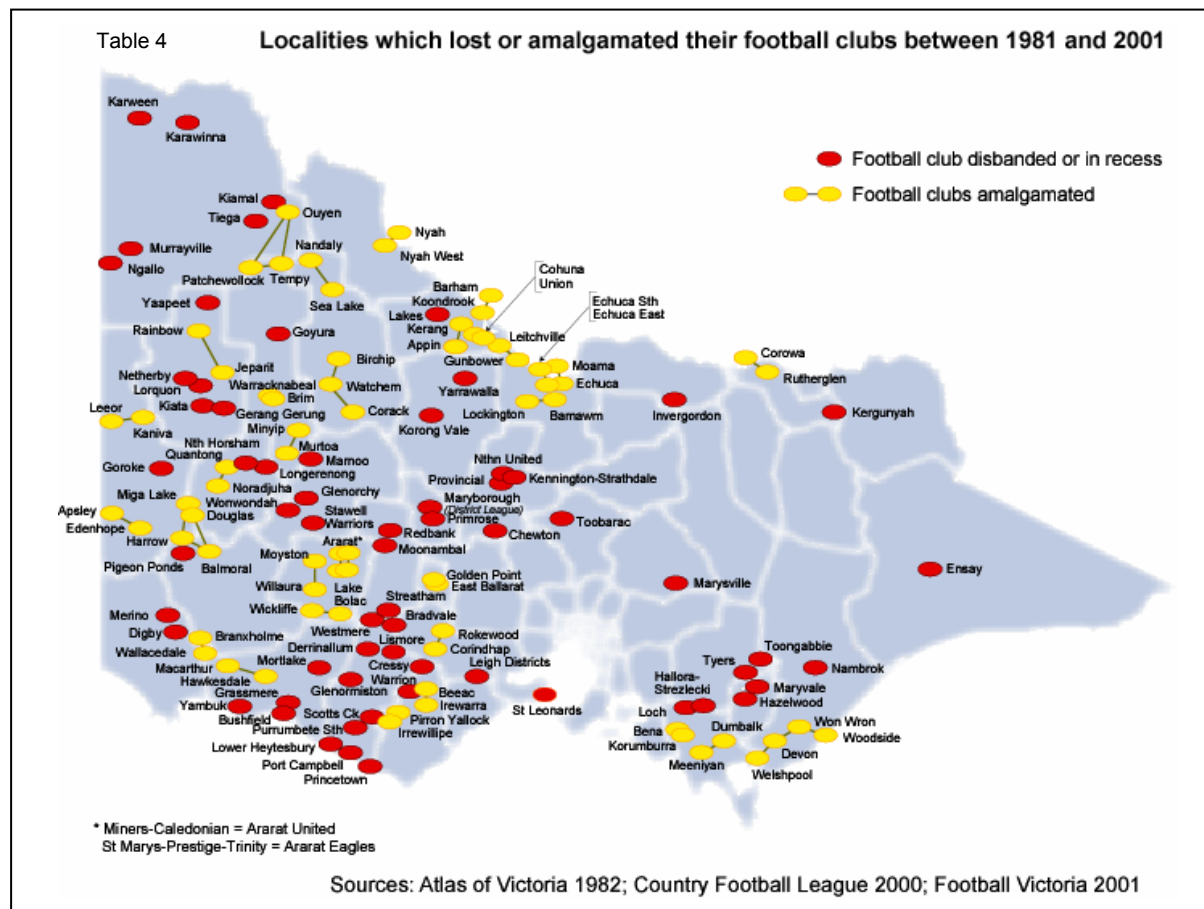 Table 4
Localities which lost or amalgamated their football clubs between 1981 and 2001
Football club disbanded or in recess
Football clubs amalgamated
Karween
Karawinna
Kiamal
Ouyen
Tiega
Murrayville
Ngallo
Patchewollock
Tempy
Nandaly
Sea Lake
Nyah
Nyah West
Yaapeet
Rainbow
Goyura
Jeparit
Netherby
Lorquon
Warracknabeal
Brim
Kiata
Gerang Gerung
Leeor
Kaniva
Birchip
Watchem
Corack
Minyip
Murtoa
Barham
Koondrook
Lakes
Kerang
Appin
Cohuna
Union
Echuca Sth
Echuca East
Leitchville
Gunbower
Moama
Echuca
Yarrawalla
Lockington
Bamawm
Korong Vale
Corowa
Rutherglen
Invergordon
Kergunyah
Nth Horsham
Quantong
Goroke
Marnoo
Longerenong
Noradjuha
Glenorchy
Miga Lake
Wonwondah
Douglas
Stawell
Warriors
Apsley
Edenhope
Harrow
Pigeon Ponds
Balmoral
Nthn United
Provincial
Kennington-Strathdale
Maryborough
(District League)
Primrose
Redbank
Moonambal
Chewton
Toobarac
Ararat*
Moyston
Willaura
Lake
Bolac
Wickliffe
Golden Point
East Ballarat
Marysville
Ensay
Streatham
Bradvale
Westmere
Lismore
Derrinallum
Rokewood
Corindhap
Merino
Digby
Branxholme
Wallacedale
Macarthur
Hawkesdale
Mortlake
Cressy
Leigh Districts
Warrion
Glenormiston
Grassmere
Yambuk
Bushfield
Scotts Ck
Purrumbete Sth
Beeac
Irewarra
Pirron Yallock
Irrewillipe
Lower Heytesbury
Port Campbell
Princetown
St Leonards
Toongabbie
Tyers
Nambrok
Hallora-
Strezlecki
Maryvale
Hazelwood
Loch
Bena
Korumburra
Dumbalk
Meeniyan
Won Wron
Woodside
Devon
Welshpool
* Miners-Caledonian = Ararat United
St Marys-Prestige-Trinity = Ararat Eagles
Sources: Atlas of Victoria 1982; Country Football League 2000; Football Victoria 2001